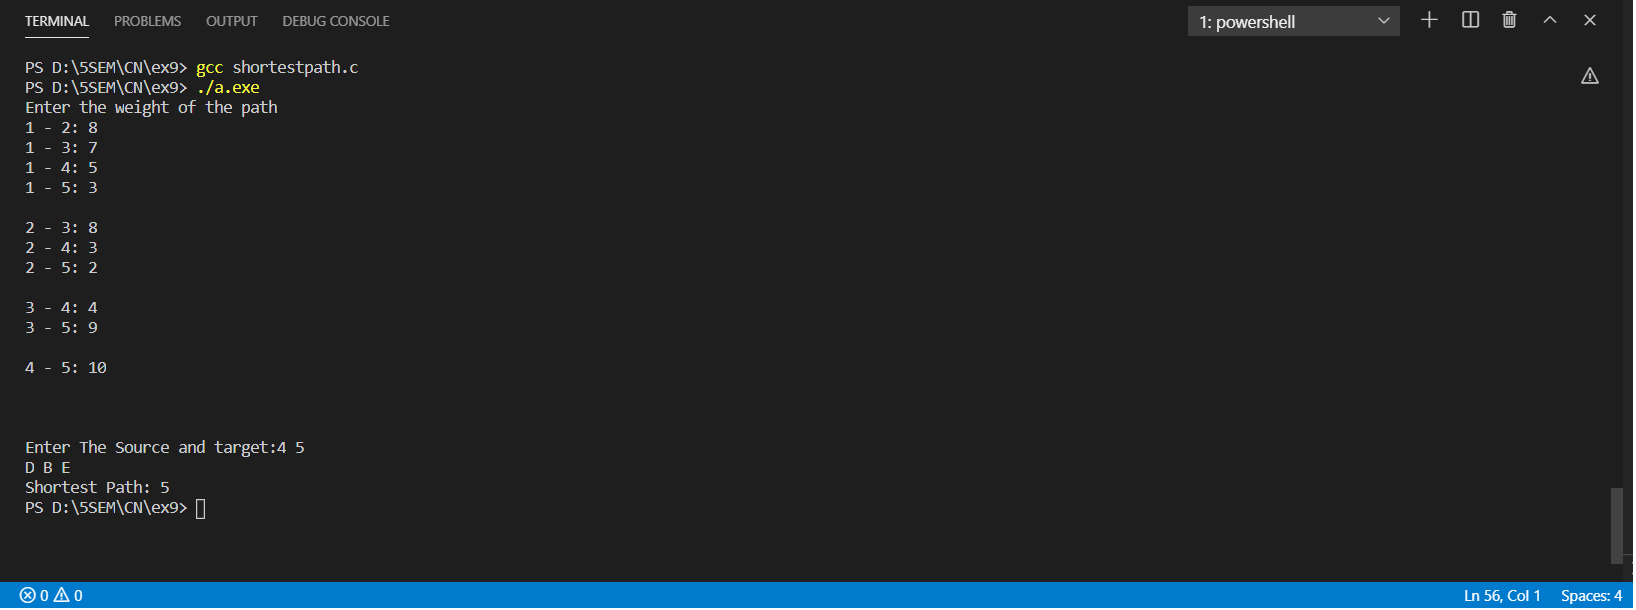 TERMINAL PROBLEMS OUTPUT DEBUG CONSOLE 1: powershell
PS D:\5SEM\CN\ex9> gcc shortestpath.c
PS D:\5SEM\CN\ex9> ./a.exe
Enter the weight of the path
1 - 2: 8
1 - 3: 7
1 - 4: 5
1 - 5: 3
2 - 3: 8
2 - 4: 3
2 - 5: 2
3 - 4: 4
3 - 5: 9
4 - 5: 10
Enter The Source and target:4 5
D B E
Shortest Path: 5
PS D:\5SEM\CN\ex9>
0 0 Ln 56, Col 1 Spaces: 4